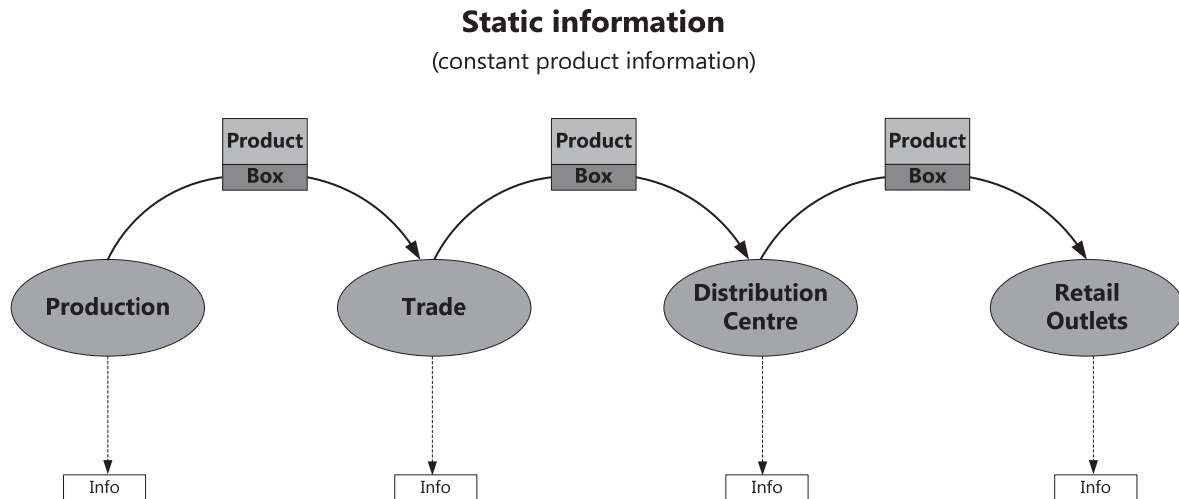 Static information
(constant product information)
Product
Box
Product
Box
Product
Box
Production
Trade
Distribution
Centre
Retail
Outlets
Info
Info
Info
Info